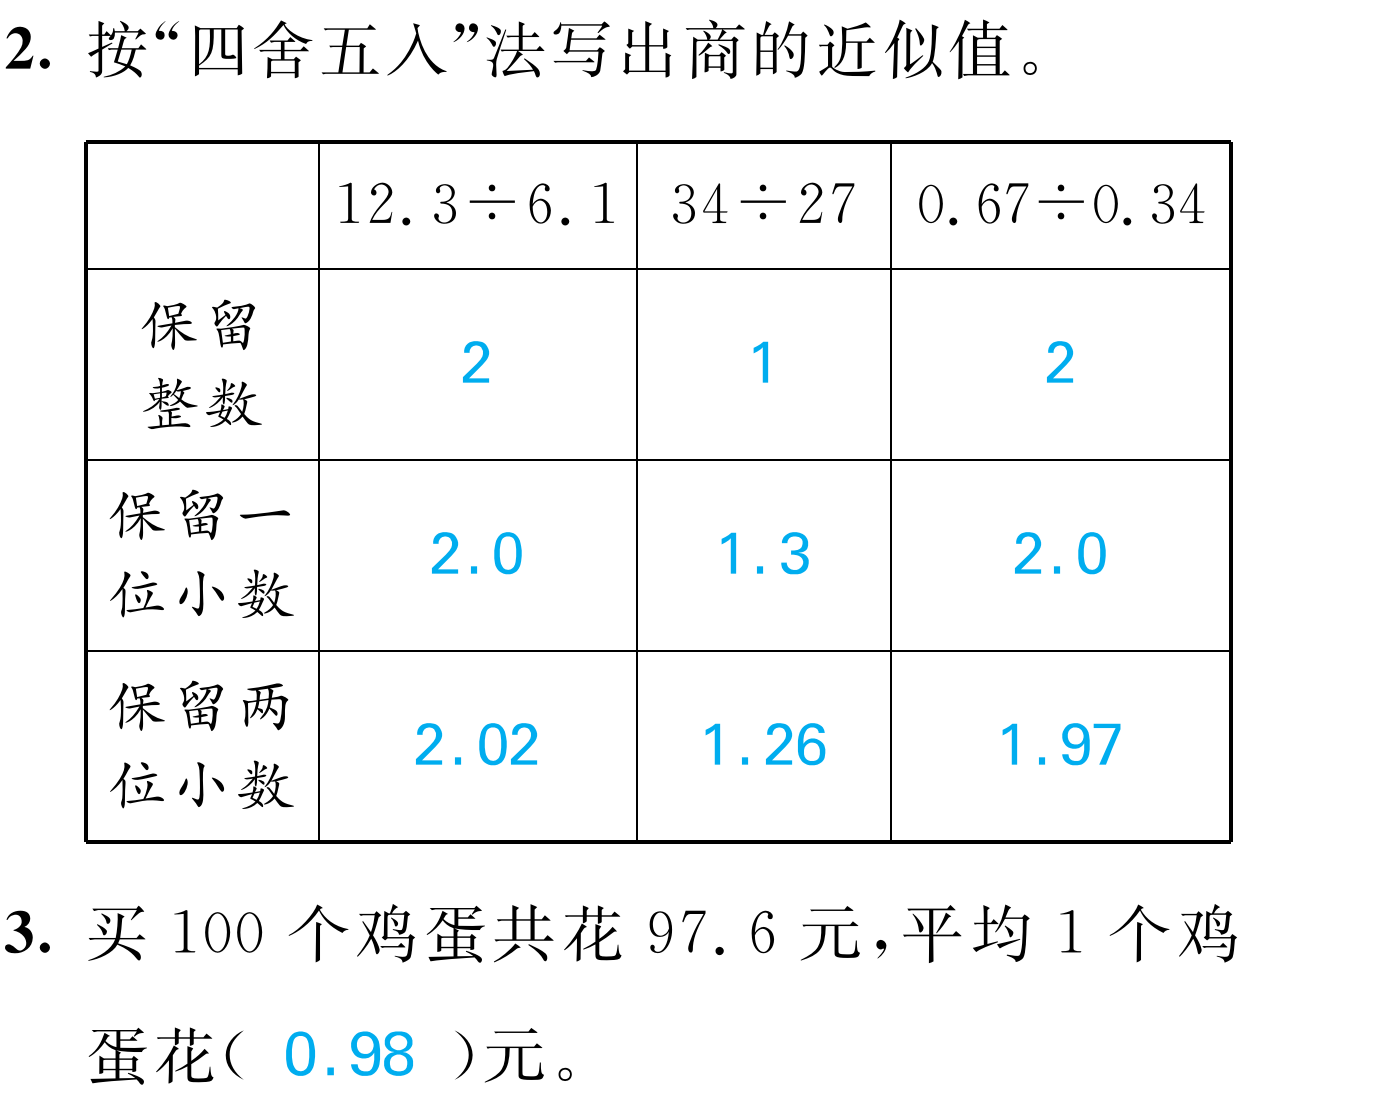 2. 按“四舍五入”法写出商的近似值。
12.3÷6.1 34÷27 0.67÷0.34
保留
整数 2 1 2
保留一
位小数 2.0 1.3 2.0
保留两
位小数 2.02 1.26 1.97
3. 买 100 个鸡蛋共花 97.6 元,平均 1 个鸡
蛋花( 0.98 )元。